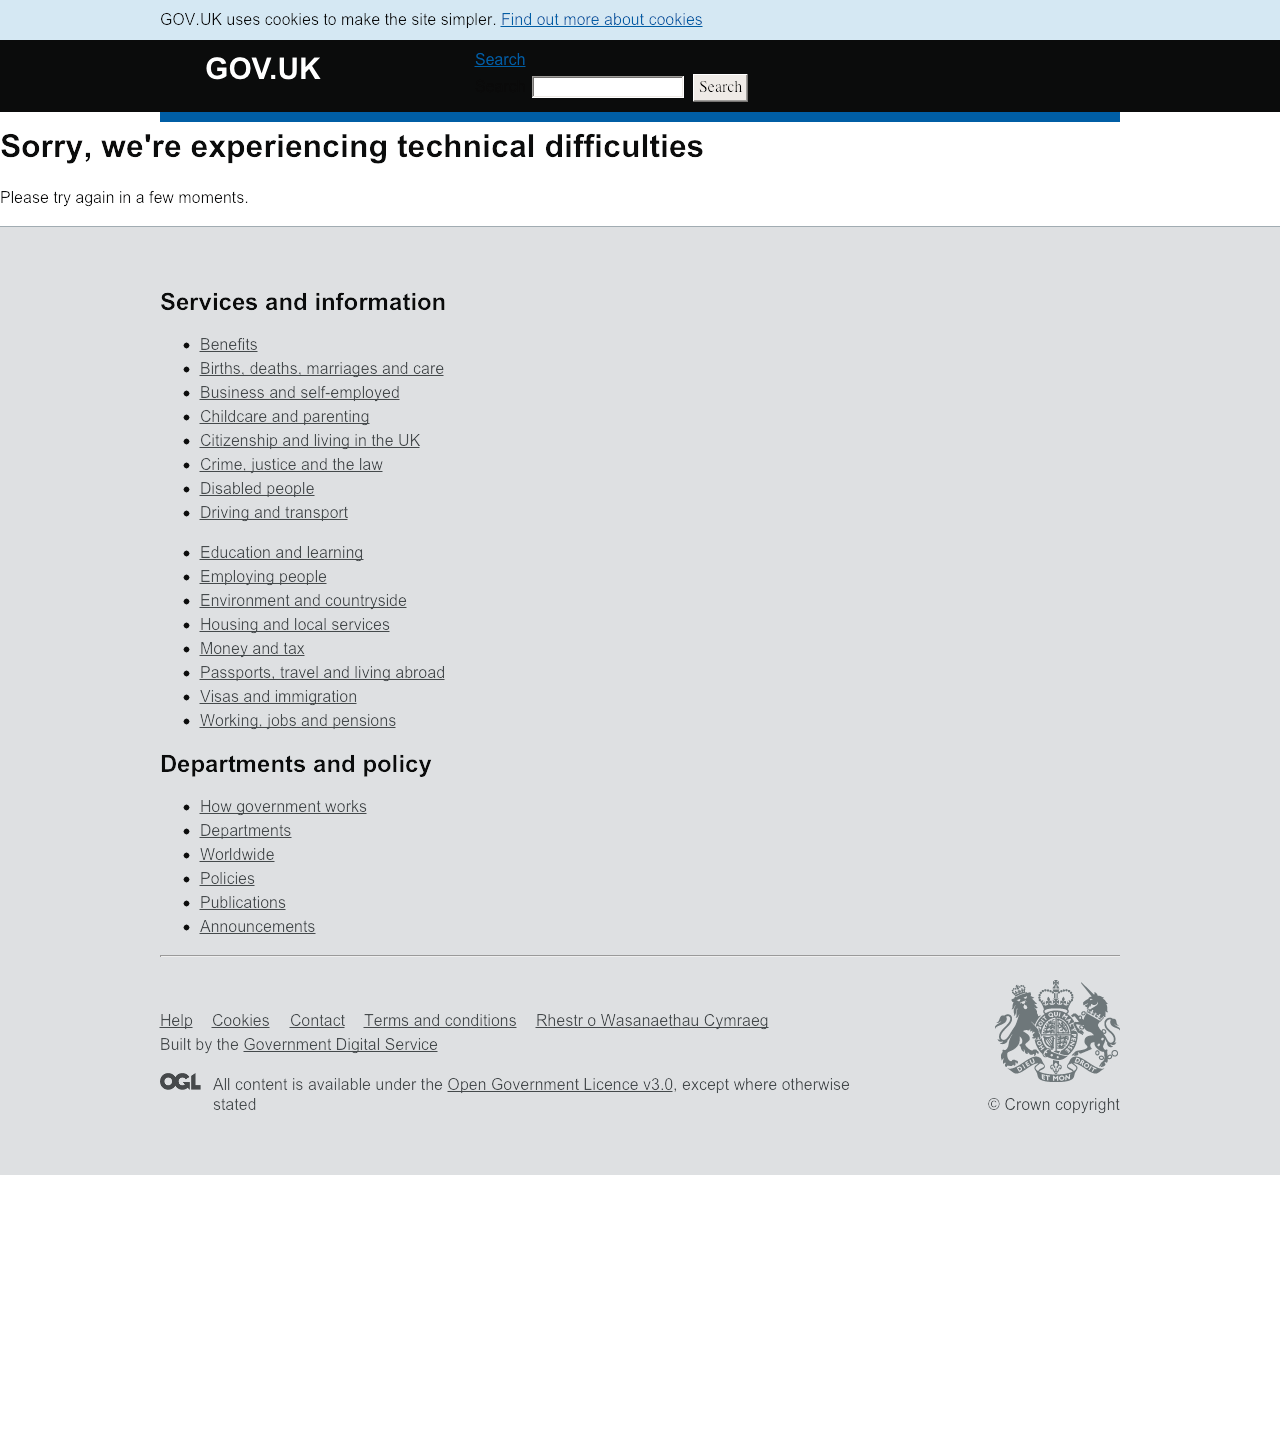 GOV.UK uses cookies to make the site simpler. Find out more about cookies
GOV.UK
Search
Search
Sorry, we're experiencing technical difficulties
Please try again in a few moments.
Services and information
Benefits
Births, deaths, marriages and care
Business and self-employed
Childcare and parenting
Citizenship and living in the UK
Crime, justice and the law
Disabled people
Driving and transport
Education and learning
Employing people
Environment and countryside
Housing and local services
Money and tax
Passports, travel and living abroad
Visas and immigration
Working, jobs and pensions
Departments and policy
How government works
Departments
Worldwide
Policies
Publications
Announcements
Help Cookies Contact Terms and conditions Rhestr o Wasanaethau Cymraeg
Built by the Government Digital Service
OGL All content is available under the Open Government Licence v3.0, except where otherwise
stated
DIEU ET MON DROIT
© Crown copyright